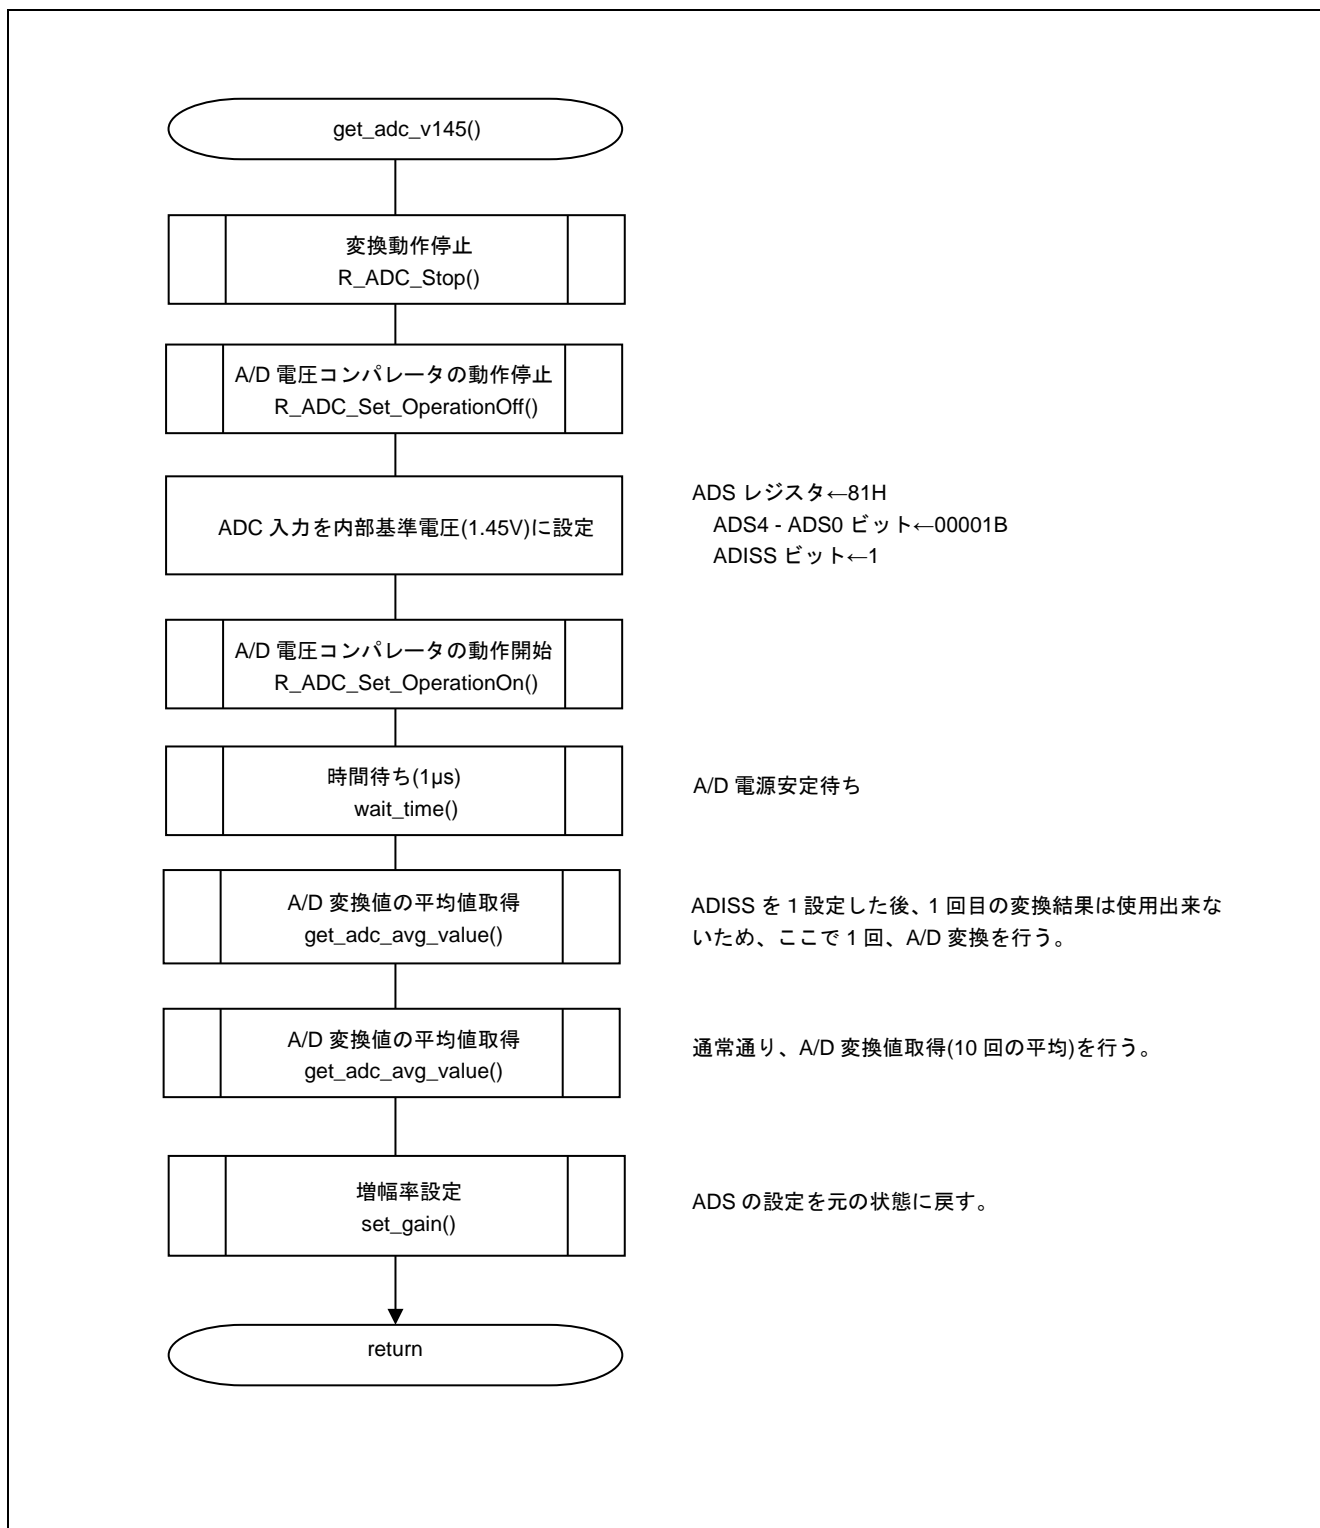 get_adc_v145()
変換動作停止
R_ADC_Stop()
A/D 電圧コンパレータの動作停止
R_ADC_Set_OperationOff()
ADC 入力を内部基準電圧(1.45V)に設定
ADS レジスタ←81H
ADS4 - ADS0 ビット←00001B
ADISS ビット←1
A/D 電圧コンパレータの動作開始
R_ADC_Set_OperationOn()
時間待ち(1µs)
wait_time()
A/D 電源安定待ち
A/D 変換値の平均値取得
get_adc_avg_value()
ADISS を 1 設定した後、1 回目の変換結果は使用出来な
いため、ここで 1 回、A/D 変換を行う。
A/D 変換値の平均値取得
get_adc_avg_value()
通常通り、A/D 変換値取得(10 回の平均)を行う。
増幅率設定
set_gain()
ADS の設定を元の状態に戻す。
return